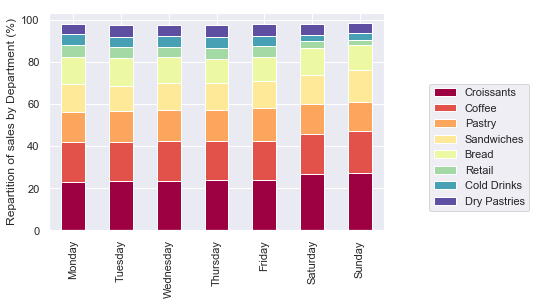 Repartition of sales by Department (%)
100
80
60
40
20
0
Monday
Tuesday
Wednesday
Thursday
Friday
Saturday
Sunday
Croissants
Coffee
Pastry
Sandwiches
Bread
Retail
Cold Drinks
Dry Pastries